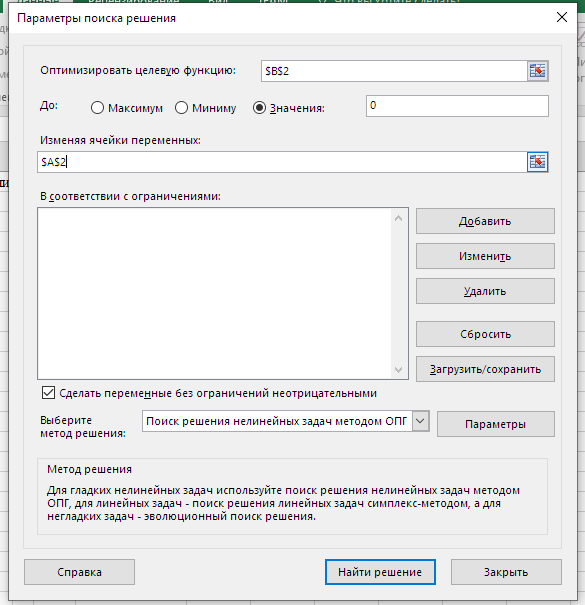 Параметры поиска решения
Оптимизировать целевую функцию: $B$2
До: Максимум Миниму Значения: 0
Изменяя ячейки переменных:
$A$2
В соответствии с ограничениями:
Добавить
Изменить
Удалить
Сбросить
Загрузить/сохранить
Сделать переменные без ограничений неотрицательными
Выберите
метод решения:
Поиск решения нелинейных задач методом ОПГ
Параметры
Метод решения
Для гладких нелинейных задач используйте поиск решения нелинейных задач методом
ОПГ, для линейных задач - поиск решения линейных задач симплекс-методом, а для
негладких задач - эволюционный поиск решения.
Справка
Найти решение
Закрыть